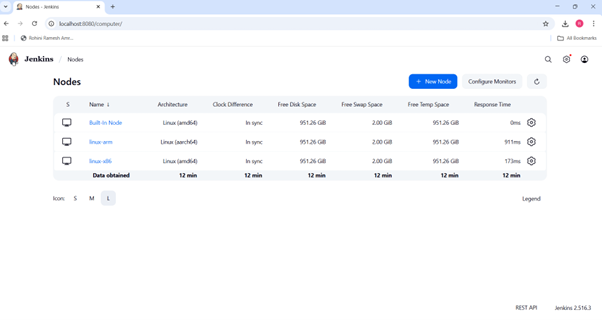 Nodes - Jenkins
localhost:8080/computer/
Rohini Ramesh Ame...
All Bookmarks
Jenkins / Nodes
Nodes
+ New Node Configure Monitors
S Name ↓ Architecture Clock Difference Free Disk Space Free Swap Space Free Temp Space Response Time
Built-In Node Linux (amd64) In sync 951.26 GiB 2.00 GiB 951.26 GiB 0ms
linux-arm Linux (aarch64) In sync 951.26 GiB 2.00 GiB 951.26 GiB 911ms
linux-x86 Linux (amd64) In sync 951.26 GiB 2.00 GiB 951.26 GiB 173ms
Data obtained 12 min 12 min 12 min 12 min 12 min 12 min
Icon: S M L Legend
REST API Jenkins 2.516.3